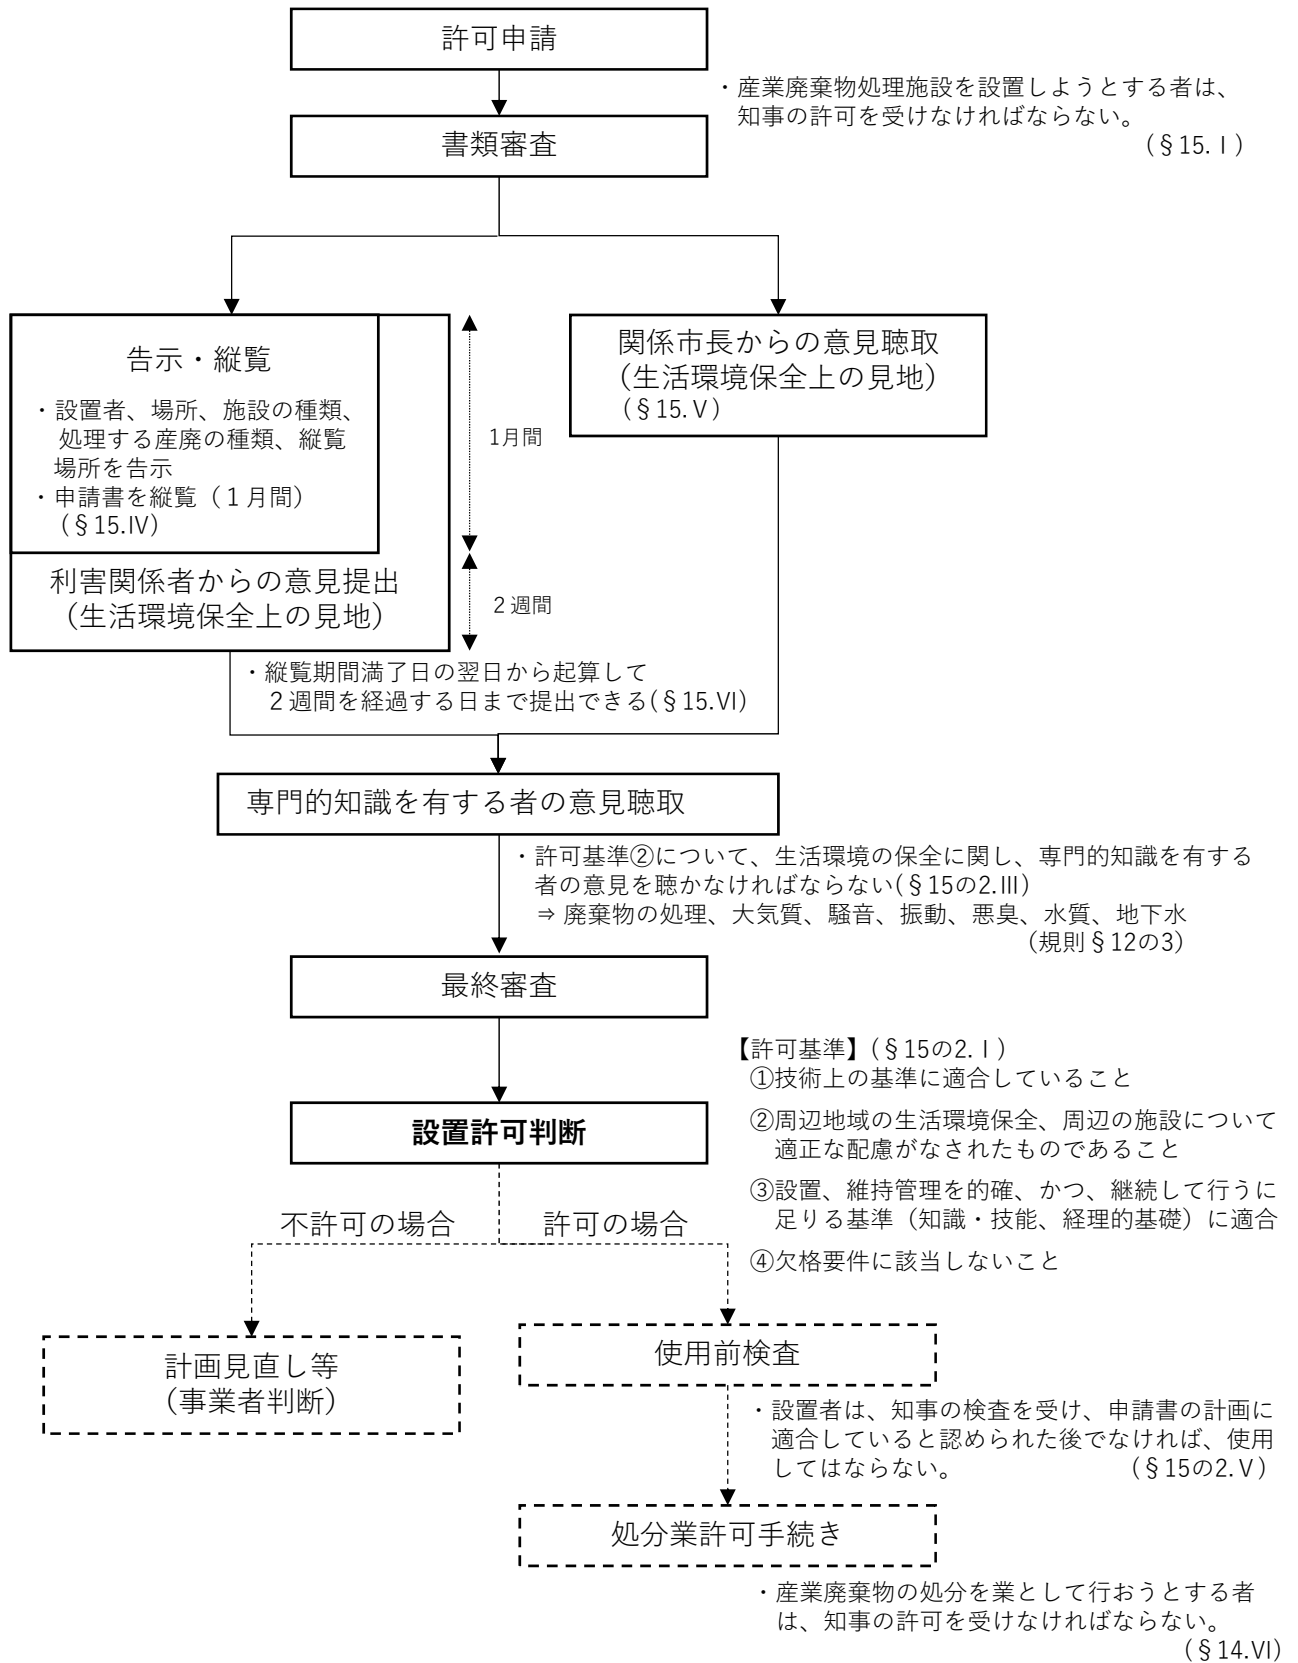 許可申請
・産業廃棄物処理施設を設置しようとする者は、
知事の許可を受けなければならない。
(§15.Ⅰ)
書類審査
告示・縦覧
・設置者、場所、施設の種類、
処理する産廃の種類、縦覧
場所を告示
・申請書を縦覧（１月間）
(§15.Ⅳ)
1月間
関係市長からの意見聴取
（生活環境保全上の見地）
(§15.Ⅴ)
利害関係者からの意見提出
（生活環境保全上の見地）
２週間
・縦覧期間満了日の翌日から起算して
２週間を経過する日まで提出できる(§15.Ⅵ)
専門的知識を有する者の意見聴取
・許可基準②について、生活環境の保全に関し、専門的知識を有する
者の意見を聴かなければならない(§15の2.Ⅲ)
⇒ 廃棄物の処理、大気質、騒音、振動、悪臭、水質、地下水
(規則§12の3)
最終審査
【許可基準】(§15の2.Ⅰ)
①技術上の基準に適合していること
②周辺地域の生活環境保全、周辺の施設について
適正な配慮がなされたものであること
③設置、維持管理を的確、かつ、継続して行うに
足りる基準（知識・技能、経理的基礎）に適合
④欠格要件に該当しないこと
設置許可判断
不許可の場合
許可の場合
計画見直し等
（事業者判断）
使用前検査
・設置者は、知事の検査を受け、申請書の計画に
適合していると認められた後でなければ、使用
してはならない。 (§15の2.Ⅴ)
処分業許可手続き
・産業廃棄物の処分を業として行おうとする者
は、知事の許可を受けなければならない。
(§14.Ⅵ)